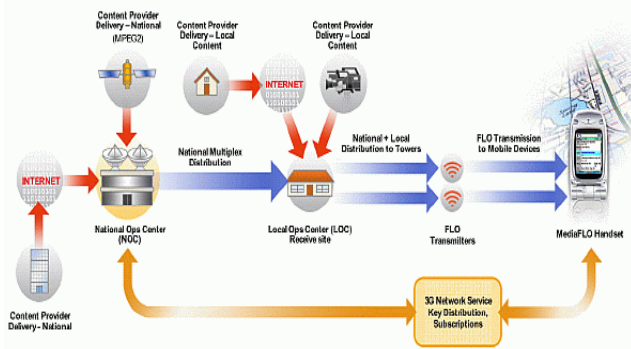 Content Provider
Delivery – National
(MPEG2)
Content Provider
Delivery – Local
Content
Content Provider
Delivery – Local
Content
INTERNET
INTERNET
National Multiplex
Distribution
National + Local
Distribution to Towers
FLO Transmission
to Mobile Devices
National Ops Center
(NOC)
Local Ops Center (LOC)
Receive site
FLO
Transmitters
MediaFLO Handset
Content Provider
Delivery – National
3G Network Service
Key Distribution,
Subscriptions